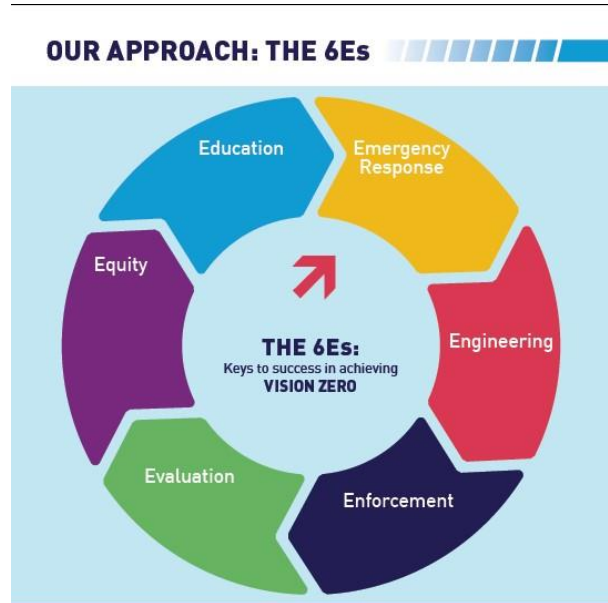 OUR APPROACH: THE 6Es
Education
Emergency
Response
Equity
Engineering
THE 6Es:
Keys to success in achieving
VISION ZERO
Evaluation
Enforcement